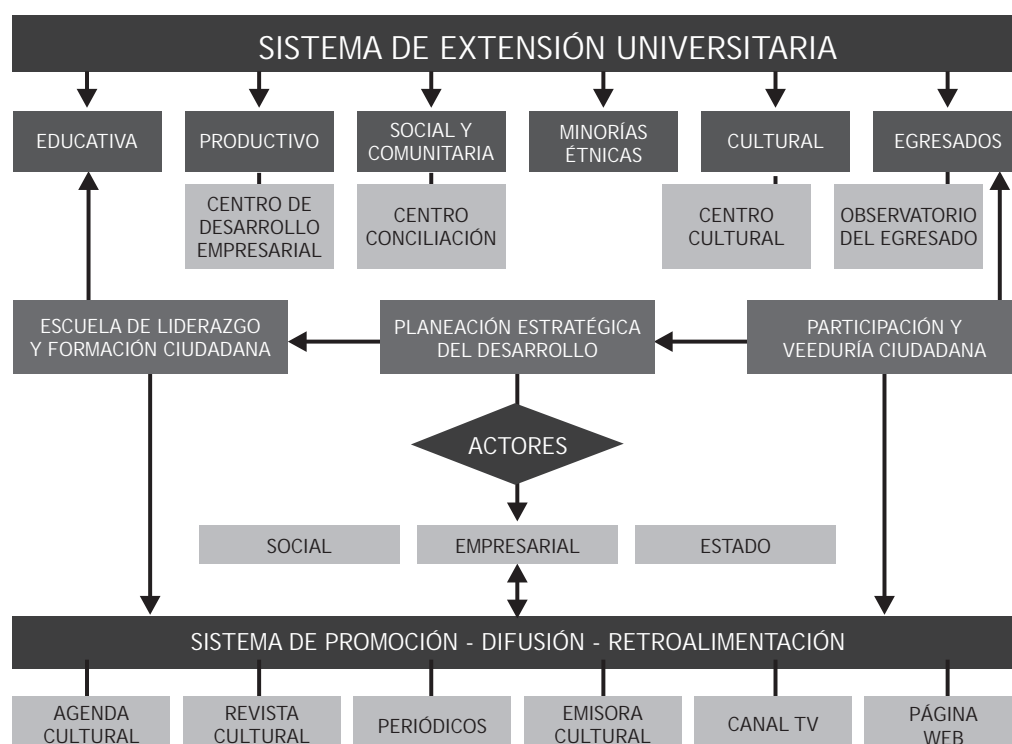 SISTEMA DE EXTENSIÓN UNIVERSITARIA
EDUCATIVA
PRODUCTIVO
SOCIAL Y
COMUNITARIA
MINORÍAS
ÉTNICAS
CULTURAL
EGRESADOS
CENTRO DE
DESARROLLO
EMPRESARIAL
CENTRO
CONCILIACIÓN
CENTRO
CULTURAL
OBSERVATORIO
DEL EGRESADO
ESCUELA DE LIDERAZGO
Y FORMACIÓN CIUDADANA
PLANEACIÓN ESTRATÉGICA
DEL DESARROLLO
PARTICIPACIÓN Y
VEEDURÍA CIUDADANA
ACTORES
SOCIAL
EMPRESARIAL
ESTADO
SISTEMA DE PROMOCIÓN - DIFUSIÓN - RETROALIMENTACIÓN
AGENDA
CULTURAL
REVISTA
CULTURAL
PERIÓDICOS
EMISORA
CULTURAL
CANAL TV
PÁGINA
WEB